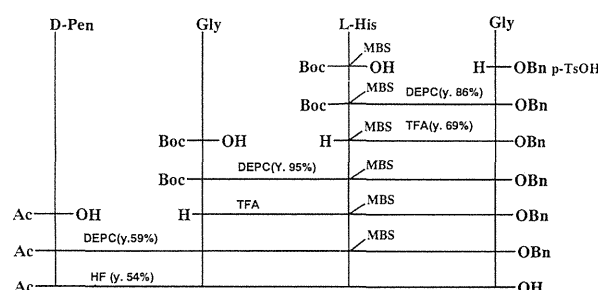 D-Pen Gly L-His Gly
MBS
Boc OH H OBn p-TsOH
MBS DEPC(y. 86%)
Boc OBn
Boc OH H MBS TFA(y. 69%) OBn
DEPC(Y. 95%) MBS
Boc OBn
Ac OH H TFA MBS OBn
DEPC(y.59%) MBS
Ac OBn
HF (y. 54%)
Ac OH